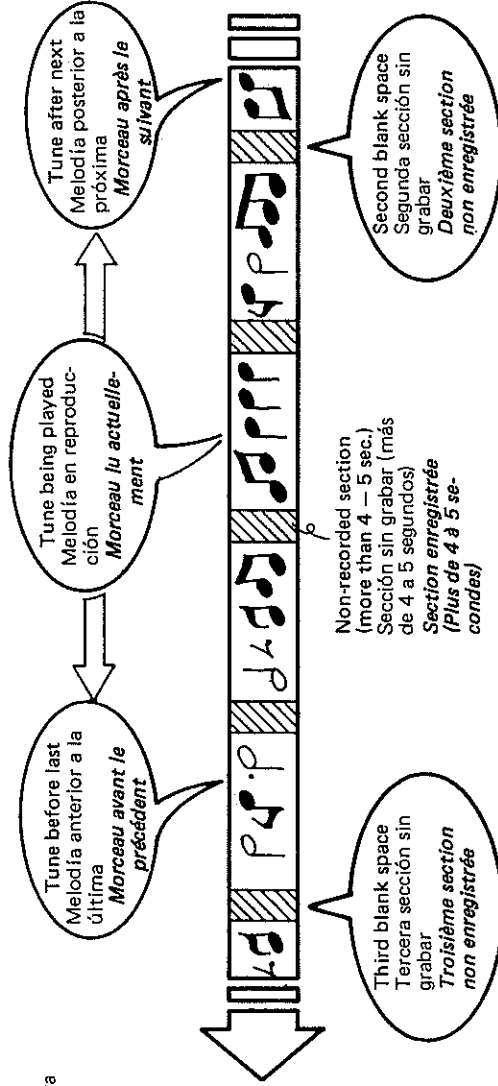 Tune before last
Melodía anterior a la
última
Morceau avant le
précédent
Tune being played
Melodía en reproduc-
ción
Morceau lu actuelle-
ment
Tune after next
Melodía posterior a la
próxima
Morceau après le
suivant
Non-recorded section
(more than 4 – 5 sec.)
Sección sin grabar (más
de 4 a 5 segundos)
Section enregistrée
(Plus de 4 à 5 se-
condes)
Third blank space
Tercera sección sin
grabar
Troisième section
non enregistrée
Second blank space
Segunda sección sin
grabar
Deuxième section
non enregistrée
a